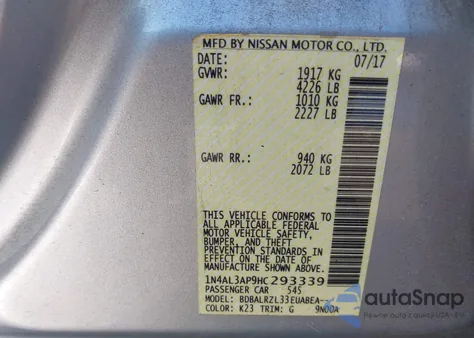 MFD BY NISSAN MOTOR CO., LTD.
DATE: 07/17
GVWR: 1917 KG
4226 LB
GAWR FR.: 1010 KG
2227 LB
GAWR RR.: 940 KG
2072 LB
THIS VEHICLE CONFORMS TO
ALL APPLICABLE FEDERAL
MOTOR VEHICLE SAFETY,
BUMPER, AND THEFT
PREVENTION STANDARDS IN
EFFECT ON THE DATE OF
MANUFACTURE SHOWN ABOVE.
1N4AL3AP9HC293339
PASSENGER CAR 545
MODEL: BDBALRZL33EUA8EA--
COLOR: K23 TRIM: G 9N00A
autoSnap